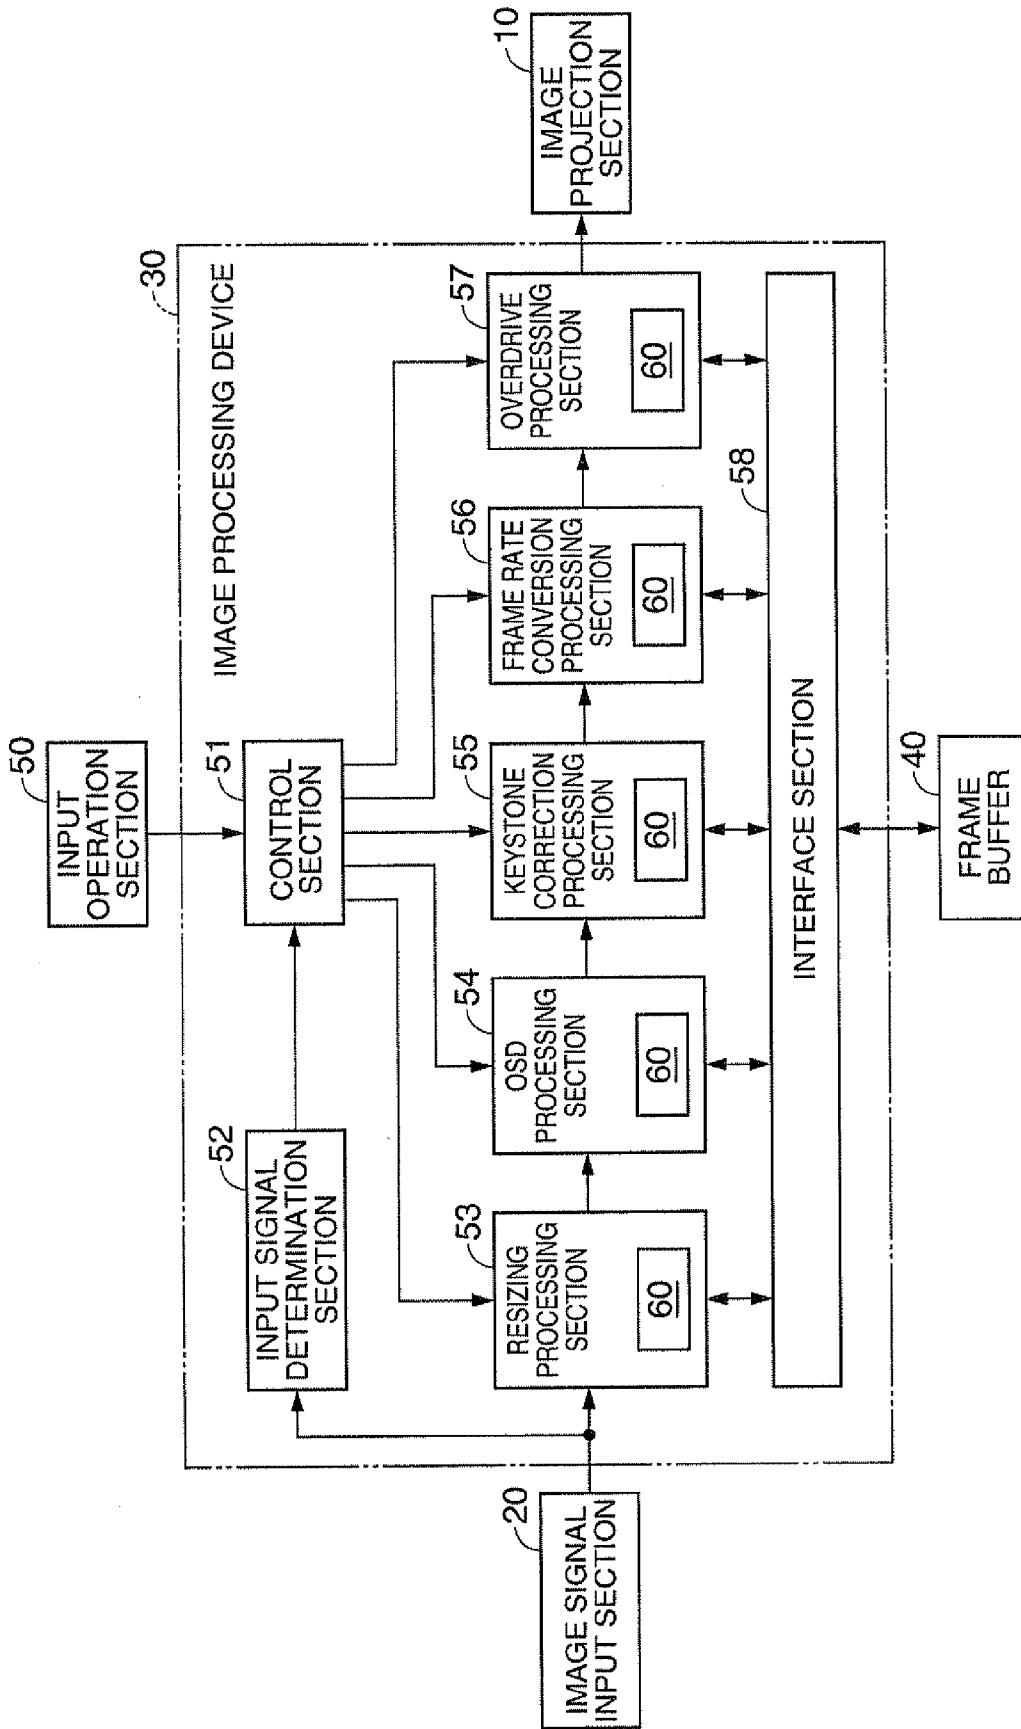 50
INPUT
OPERATION
SECTION
30
IMAGE PROCESSING DEVICE
52
INPUT SIGNAL
DETERMINATION
SECTION
51
CONTROL
SECTION
20
IMAGE SIGNAL
INPUT SECTION
53
RESIZING
PROCESSING
SECTION
60
54
OSD
PROCESSING
SECTION
60
55
KEYSTONE
CORRECTION
PROCESSING
SECTION
60
56
FRAME RATE
CONVERSION
PROCESSING
SECTION
60
57
OVERDRIVE
PROCESSING
SECTION
60
10
IMAGE
PROJECTION
SECTION
58
INTERFACE SECTION
40
FRAME
BUFFER